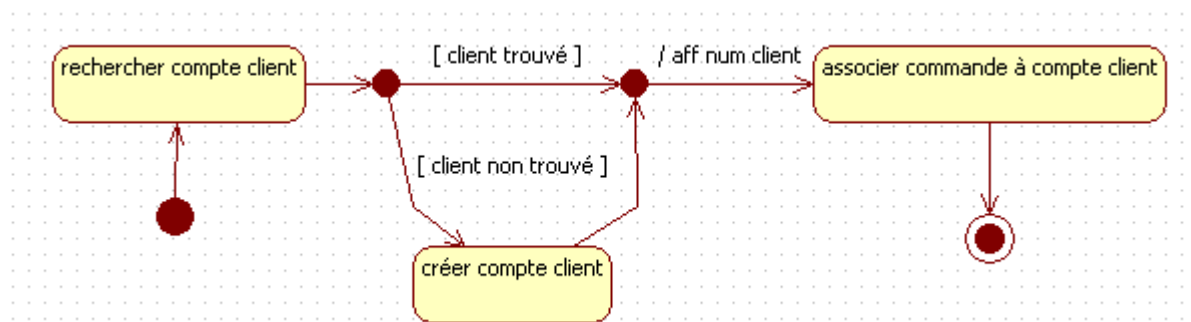 [ client trouvé ]
/ aff num client
rechercher compte client
associer commande à compte client
[ client non trouvé ]
créer compte client